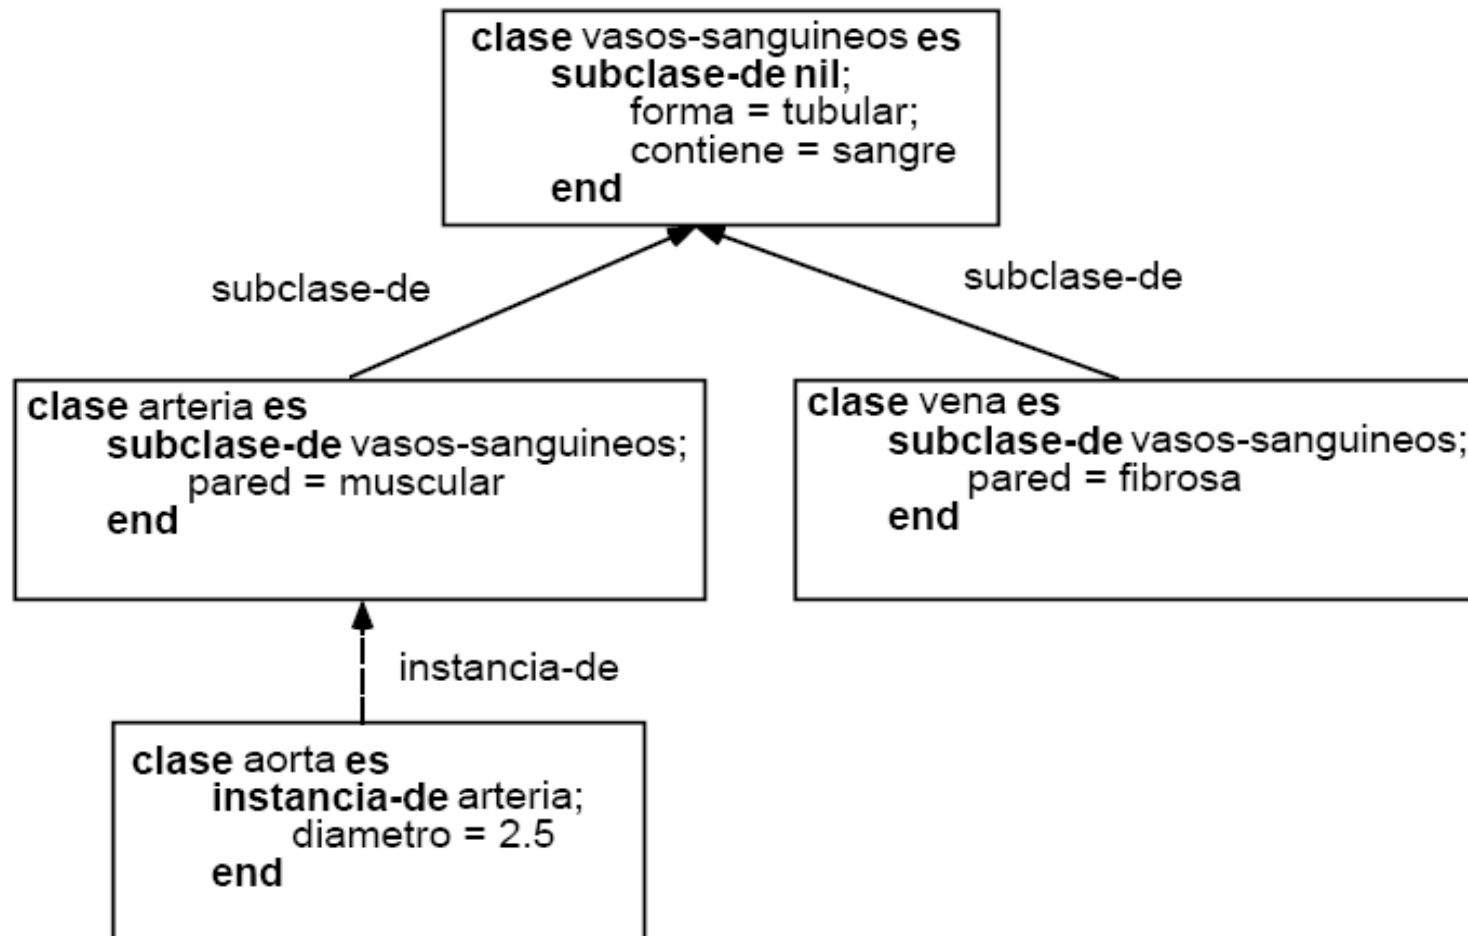 clase vasos-sanguineos es
subclase-de nil;
forma = tubular;
contiene = sangre
end
subclase-de
subclase-de
clase arteria es
subclase-de vasos-sanguineos;
pared = muscular
end
clase vena es
subclase-de vasos-sanguineos;
pared = fibrosa
end
instancia-de
clase aorta es
instancia-de arteria;
diametro = 2.5
end